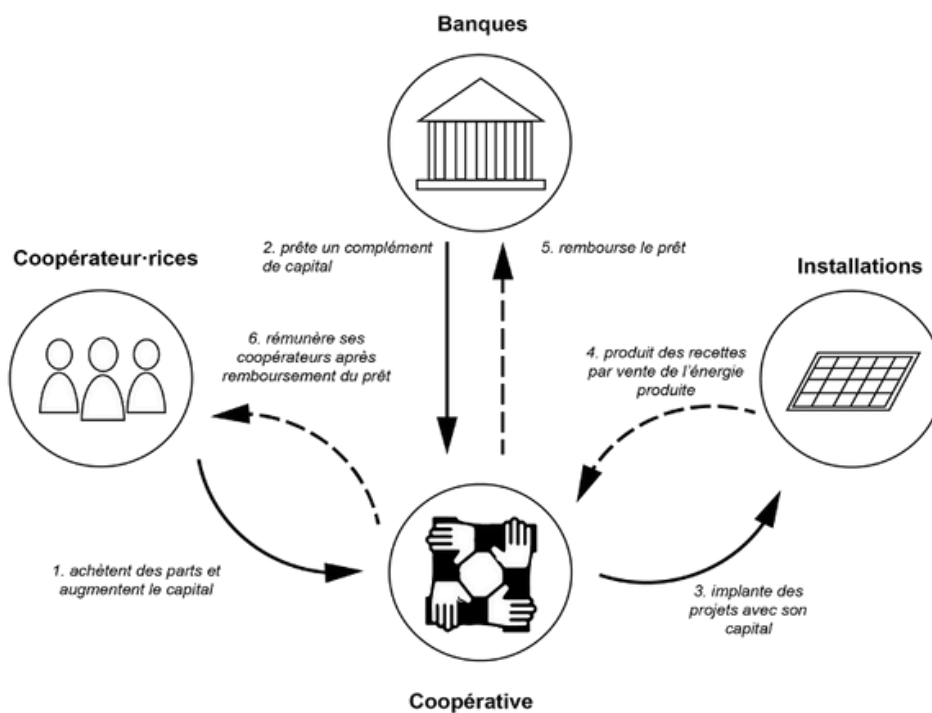 Banques
2. prête un complément
de capital
5. rembourse le prêt
Coopérateur·rices
Installations
6. rémunère ses
coopérateurs après
remboursement du prêt
4. produit des recettes
par vente de l'énergie
produite
1. achètent des parts et
augmentent le capital
3. implante des
projets avec son
capital
Coopérative